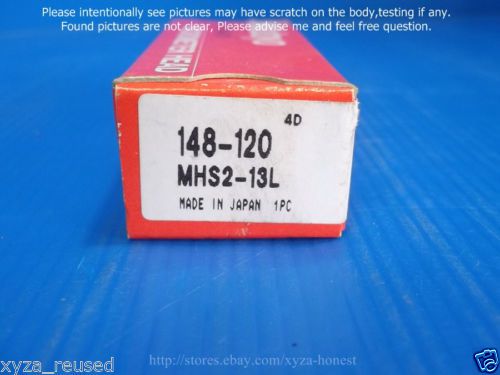 Please intentionally see pictures may have scratch on the body,testing if any.
Found pictures are not clear, Please advise me and feel free question.
HEAD
4D
148-120
MHS2-13L
MADE IN JAPAN 1PC
xyza_reused
http://stores.ebay.com/xyza-honest
xyza_